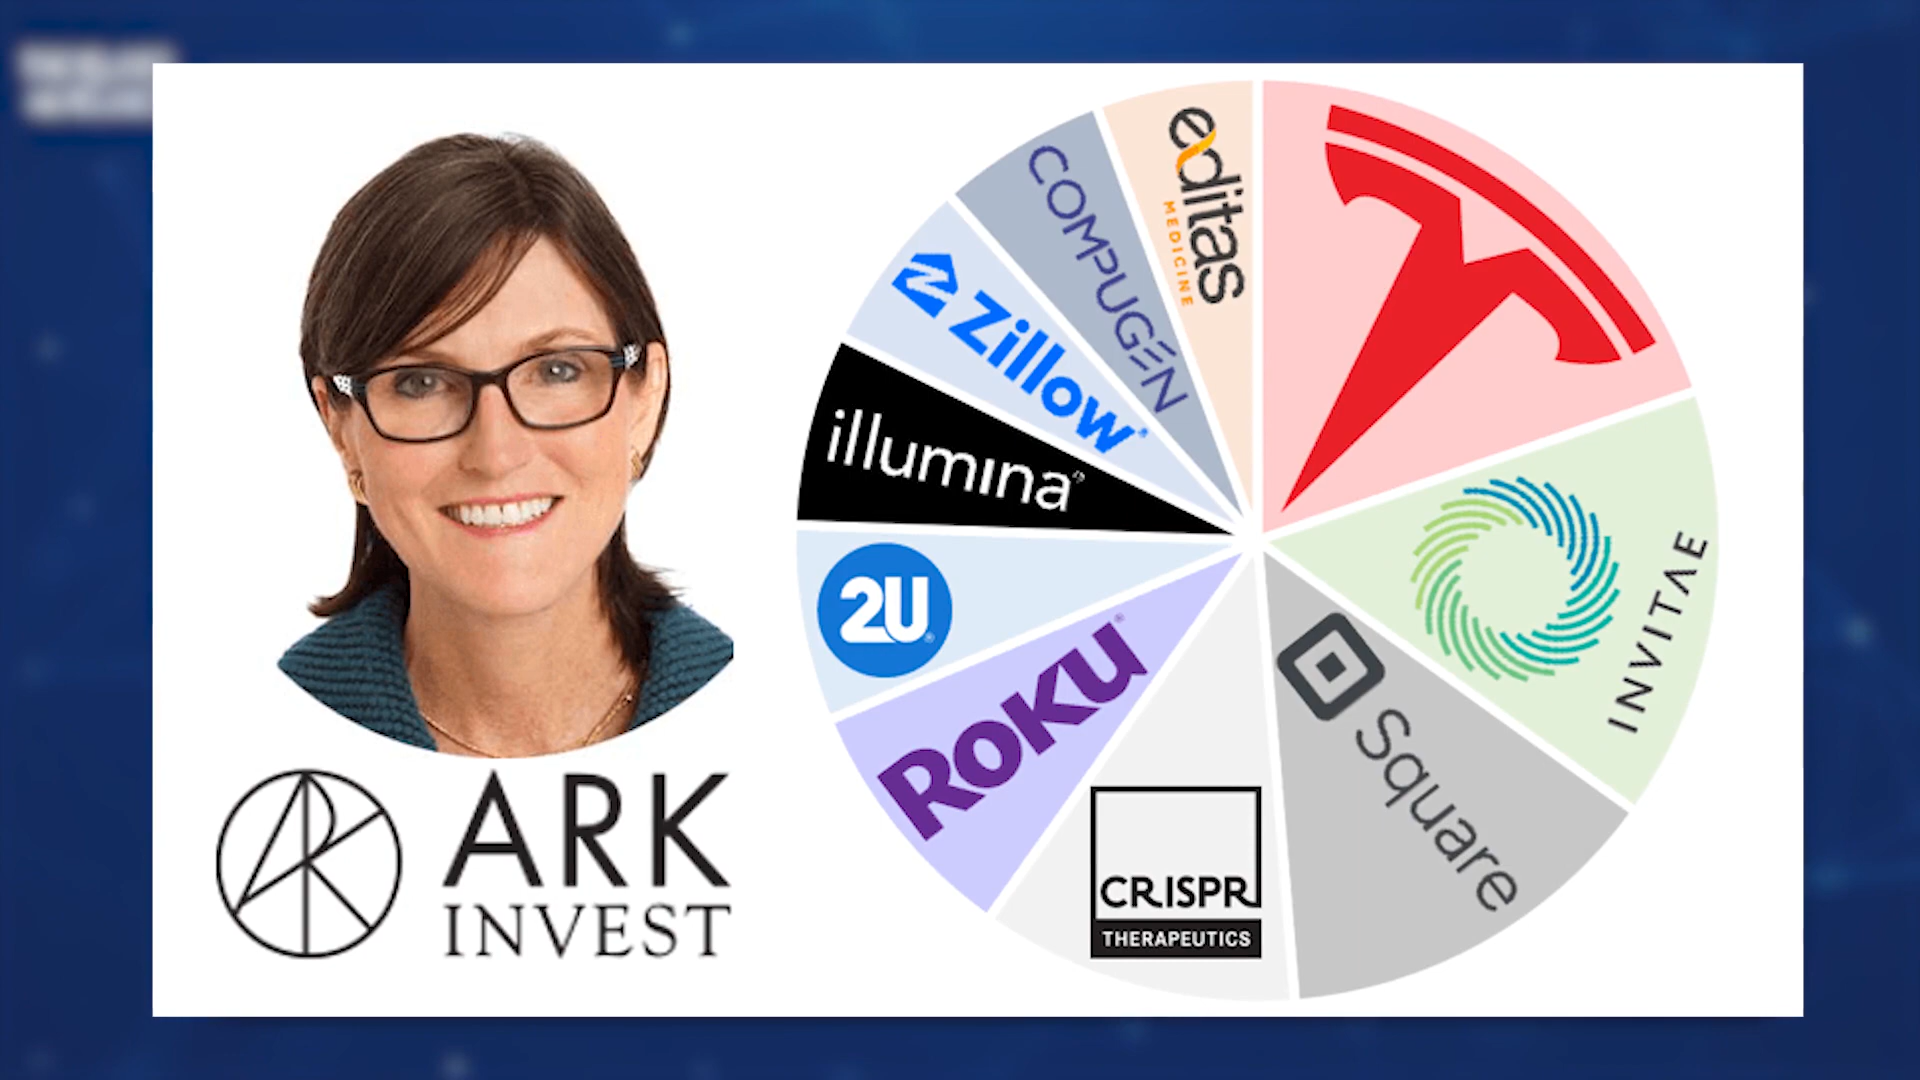 ARK
INVEST
editas
MEDICINE
COMPUGEN
Zillow
illumina
2U
ROKU
CRISPR
THERAPEUTICS
Square
INVITAE